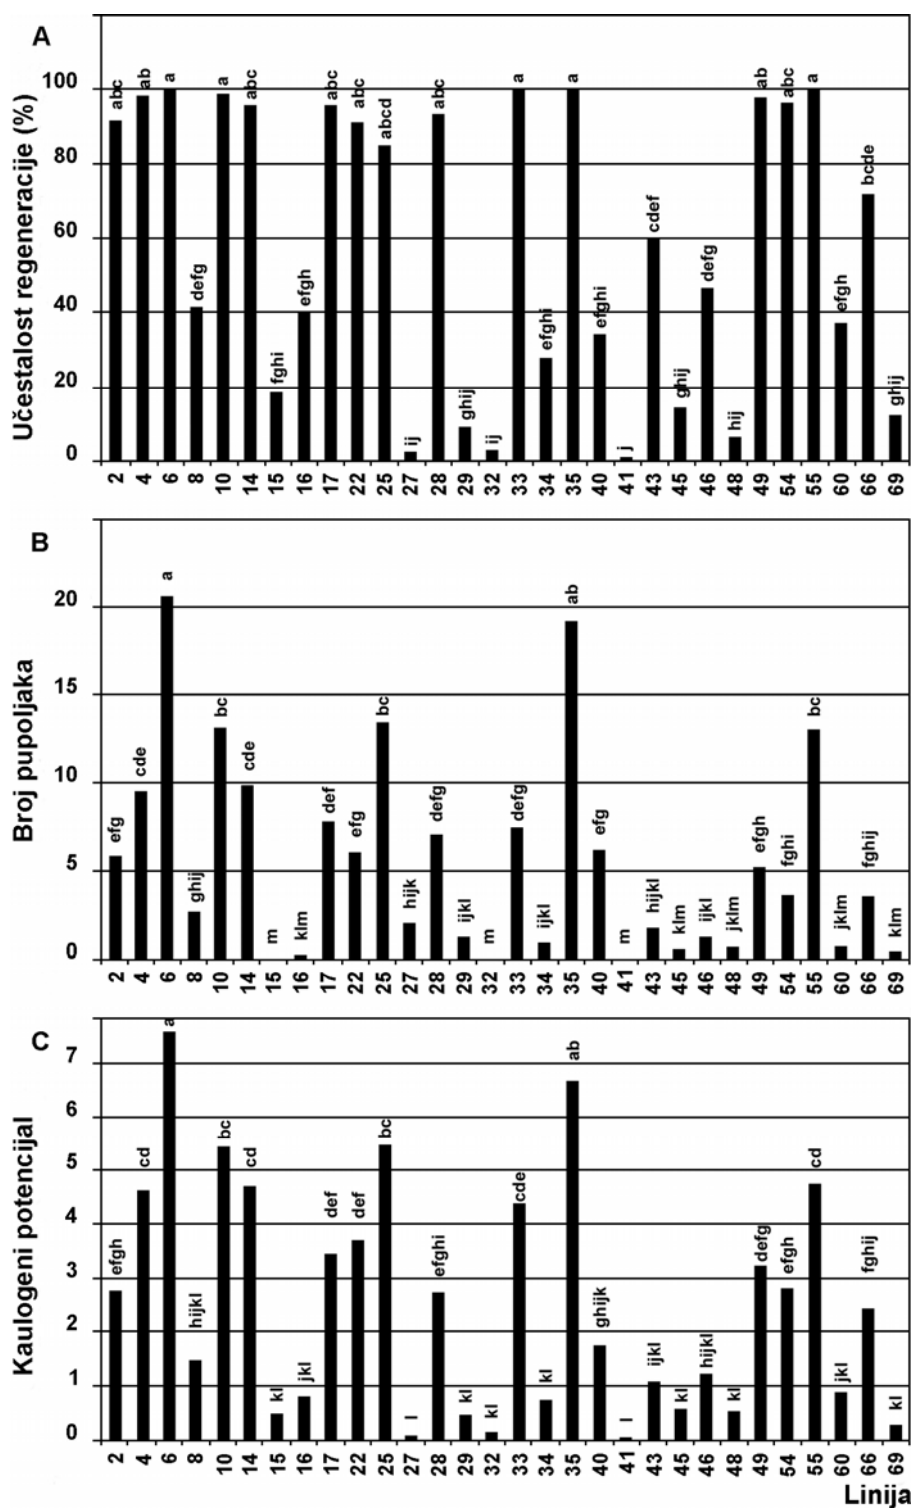 A
Učestalost regeneracije (%)
100
80
60
40
20
0
abc ab a defg a abc fghi efgh abc abc abcd ij abc ghij ij a efghi a efghi j cdef ghij defg hij ab abc a efgh bcde ghij
2 4 6 8 10 14 15 16 17 22 25 27 28 29 32 33 34 35 40 41 43 45 46 48 49 54 55 60 66 69
B
Broj pupoljaka
20
15
10
5
0
efg cde a ghij bc cde m klm def efg bc hijk defg ijkl m defg ijkl ab efg m hijkl klm ijkl jklm efgh fghi bc jklm fghij klm
2 4 6 8 10 14 15 16 17 22 25 27 28 29 32 33 34 35 40 41 43 45 46 48 49 54 55 60 66 69
C
Kaulogeni potencijal
7
6
5
4
3
2
1
0
efgh cd a hijkl bc cd kl jkl def def bc l efghi kl kl cde kl ab ghijk l ijkl kl hijkl kl defg efgh cd jkl fghij kl
2 4 6 8 10 14 15 16 17 22 25 27 28 29 32 33 34 35 40 41 43 45 46 48 49 54 55 60 66 69
Linija